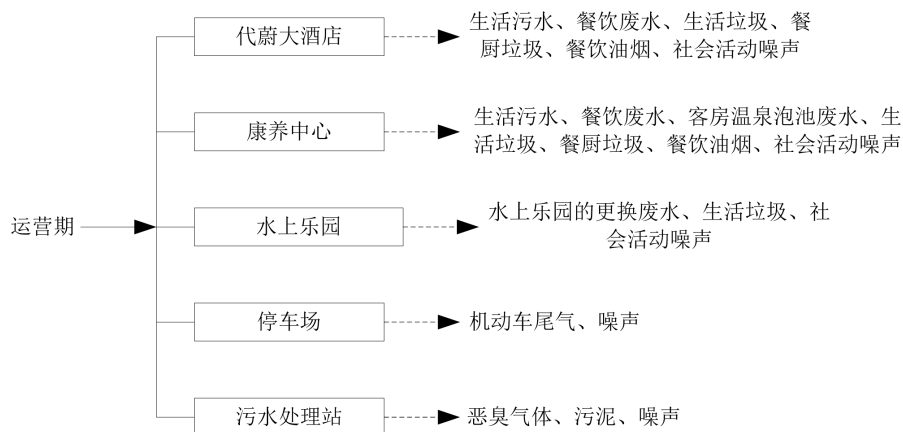 代蔚大酒店
生活污水、餐饮废水、生活垃圾、餐
厨垃圾、餐饮油烟、社会活动噪声
康养中心
生活污水、餐饮废水、客房温泉泡池废水、生
活垃圾、餐厨垃圾、餐饮油烟、社会活动噪声
运营期
水上乐园
水上乐园的更换废水、生活垃圾、社
会活动噪声
停车场
机动车尾气、噪声
污水处理站
恶臭气体、污泥、噪声